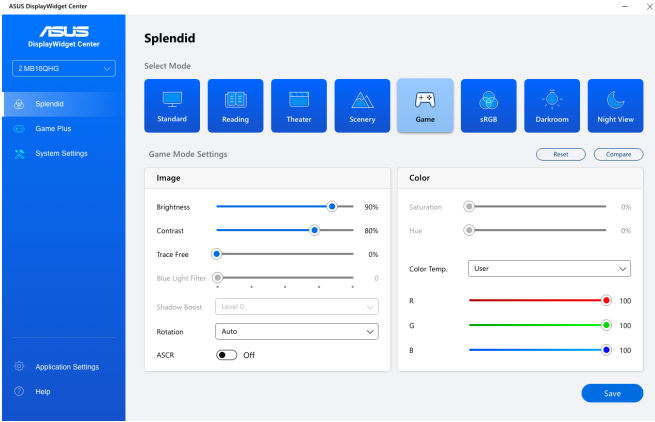 ASUS DisplayWidget Center
ASUS
DisplayWidget Center
2:MB16QHG
Splendid
Game Plus
System Settings
Application Settings
Help
Splendid
Select Mode
Standard
Reading
Theater
Scenery
Game
sRGB
Darkroom
Night View
Game Mode Settings
Reset
Compare
Image
Brightness 90%
Contrast 80%
Trace Free 0%
Blue Light Filter 0
Shadow Boost Level 0
Rotation Auto
ASCR Off
Color
Saturation 0%
Hue 0%
Color Temp. User
R 100
G 100
B 100
Save